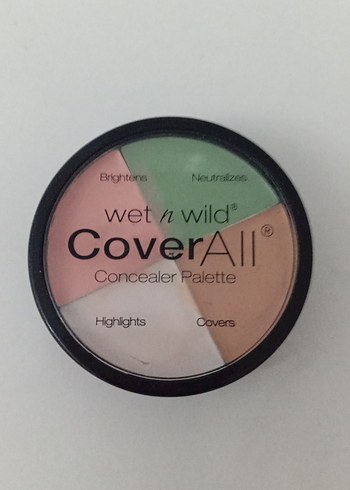 Brightens Neutralizes
wet n wild®
CoverAll®
Concealer Palette
Highlights Covers